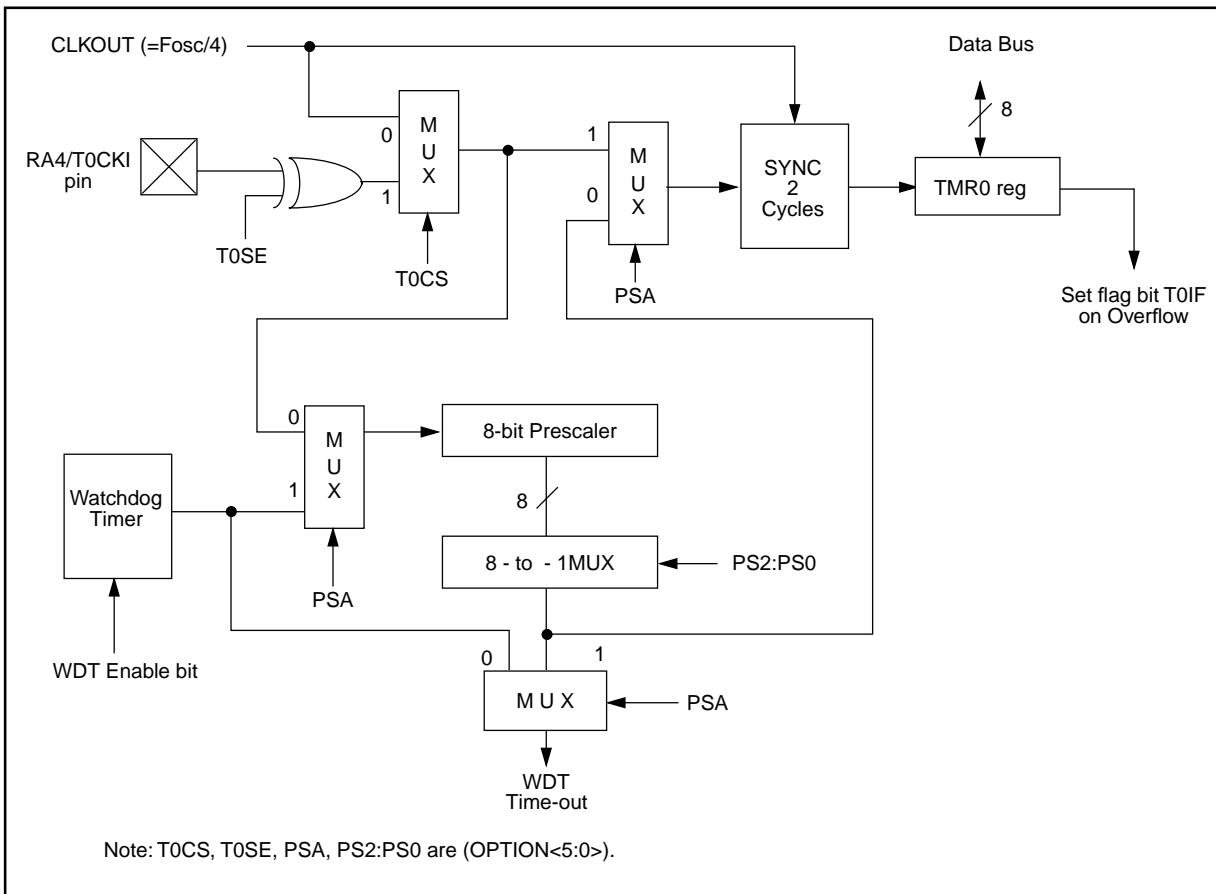 CLKOUT (=Fosc/4)
Data Bus
8
0
M
U
X
1
M
U
X
RA4/T0CKI
pin
1
0
SYNC
2
Cycles
TMR0 reg
T0SE
T0CS
PSA
Set flag bit T0IF
on Overflow
0
M
U
X
1
8-bit Prescaler
Watchdog
Timer
8
8 - to - 1MUX
PS2:PS0
PSA
WDT Enable bit
0
1
M U X
PSA
WDT
Time-out
Note: T0CS, T0SE, PSA, PS2:PS0 are (OPTION<5:0>).